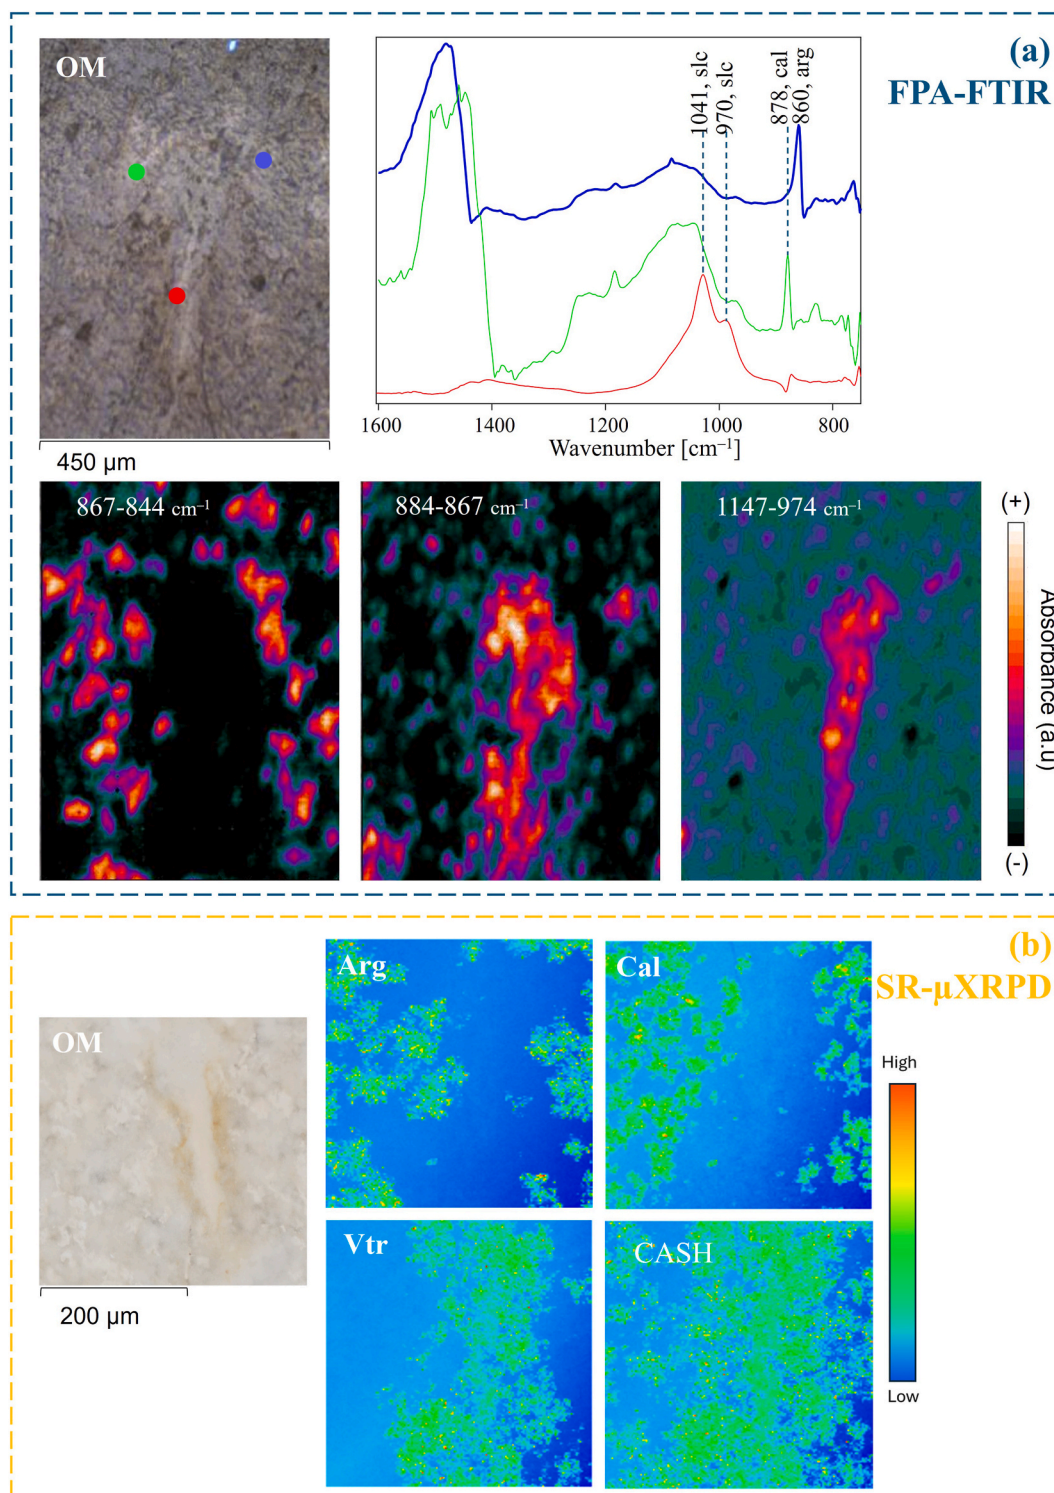 (a)
FPA-FTIR
OM
450 µm
1041, slc
970, slc
878, cal
860, arg
1600
1400
1200
1000
800
Wavenumber [cm⁻¹]
867-844 cm⁻¹
884-867 cm⁻¹
1147-974 cm⁻¹
(+)
Absorbance (a.u)
(-)
(b)
SR-µXRPD
OM
200 µm
Arg
Cal
Vtr
CASH
High
Low